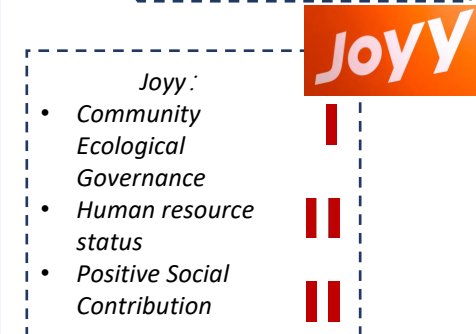 Joyy
Joyy：
• Community
Ecological
Governance
• Human resource
status
• Positive Social
Contribution